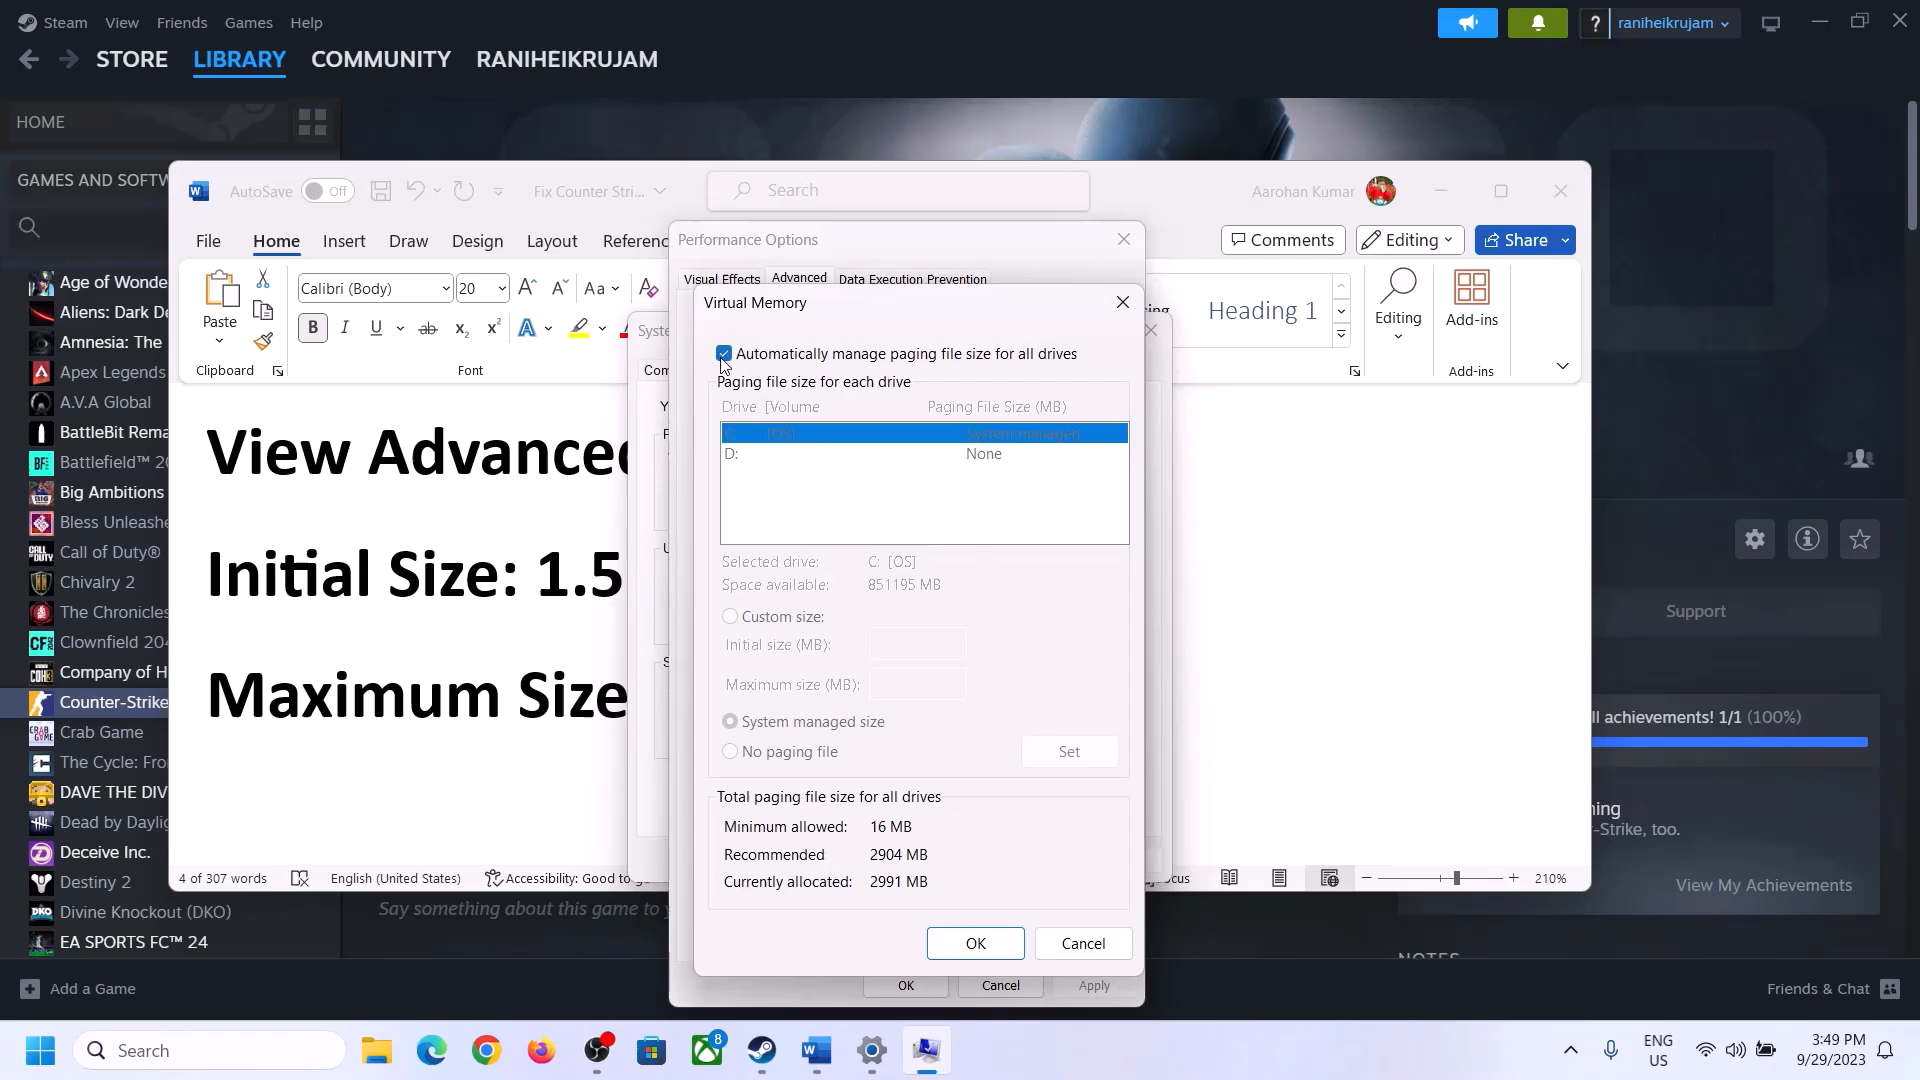 Steam View Friends Games Help
? raniheikrujam
STORE LIBRARY COMMUNITY RANIHEIKRUJAM
HOME
GAMES AND SOFTW
Age of Wonde
Aliens: Dark De
Amnesia: The
Apex Legends
A.V.A Global
BattleBit Rema
Battlefield™ 20
Big Ambitions
Bless Unleashe
Call of Duty®
Chivalry 2
The Chronicles
Clownfield 204
Company of H
Counter-Strike
Crab Game
The Cycle: Fro
DAVE THE DIV
Dead by Daylig
Deceive Inc.
Destiny 2
Divine Knockout (DKO)
EA SPORTS FC™ 24
Add a Game
AutoSave Off Fix Counter Stri... Search Aarohan Kumar
File Home Insert Draw Design Layout Referenc Comments Editing Share
Paste Calibri (Body) 20 Aa Heading 1 Editing Add-ins
Clipboard Font Add-ins
View Advanced
Initial Size: 1.5
Maximum Size
4 of 307 words English (United States) Accessibility: Good to 210%
Performance Options
Visual Effects Advanced Data Execution Prevention
Virtual Memory
Automatically manage paging file size for all drives
Paging file size for each drive
Drive [Volume Paging File Size (MB)
C: [OS] System managed
D: None
Selected drive: C: [OS]
Space available: 851195 MB
Custom size:
Initial size (MB):
Maximum size (MB):
System managed size
No paging file Set
Total paging file size for all drives
Minimum allowed: 16 MB
Recommended 2904 MB
Currently allocated: 2991 MB
OK Cancel
OK Cancel Apply
Support
ll achievements! 1/1 (100%)
-Strike, too.
View My Achievements
Say something about this game to y
NOTES
Friends & Chat
Search 8 ENG US 3:49 PM 9/29/2023